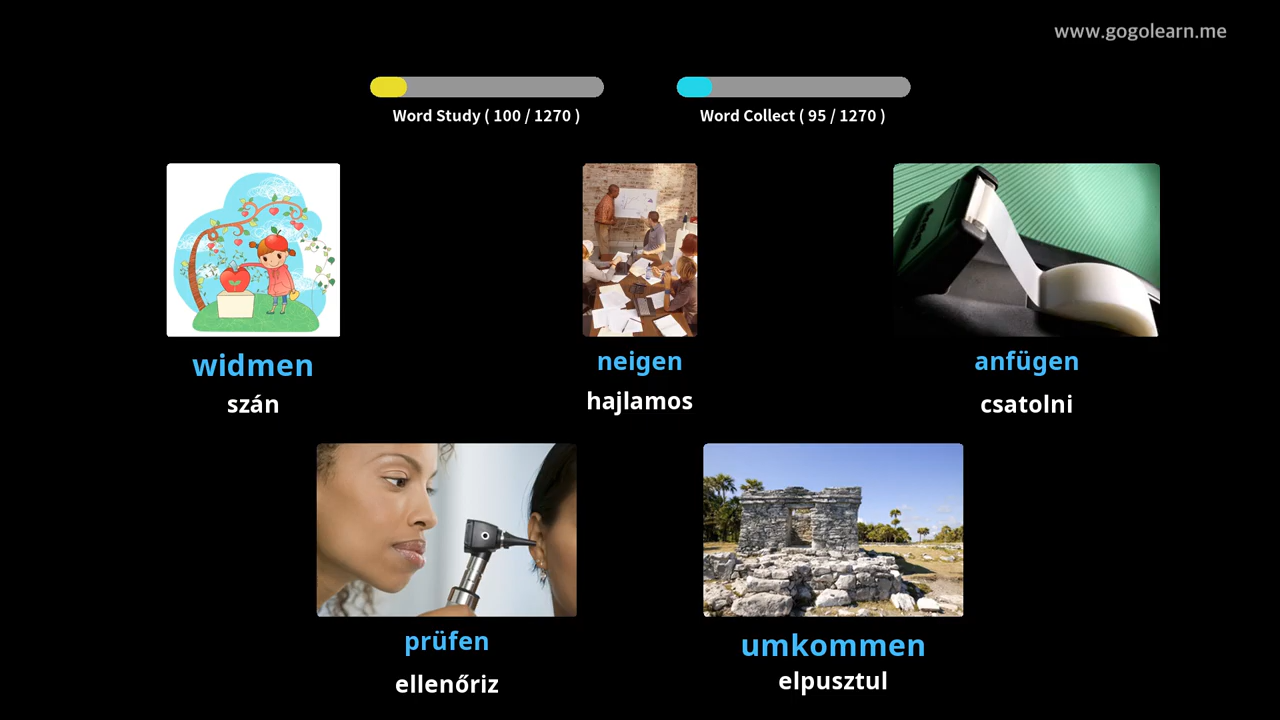 www.gogolearn.me
Word Study ( 100 / 1270 )
Word Collect ( 95 / 1270 )
widmen
szán
neigen
hajlamos
anfügen
csatolni
prüfen
ellenőriz
umkommen
elpusztul